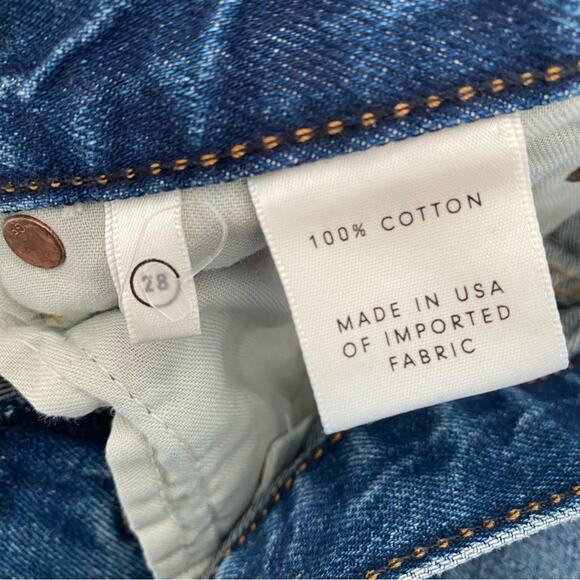 28
100% COTTON
MADE IN USA
OF IMPORTED
FABRIC